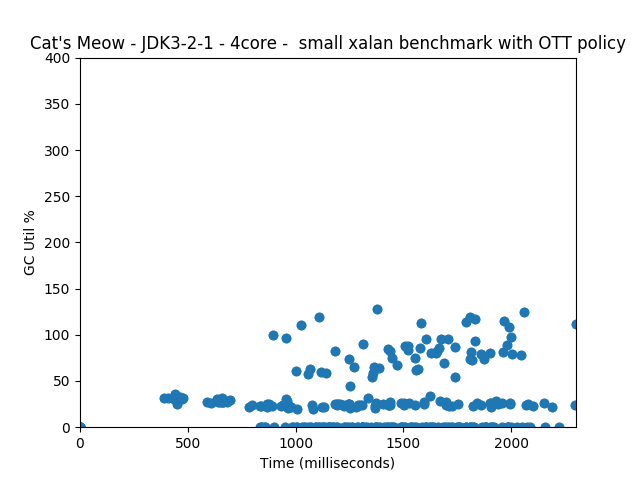 Cat's Meow - JDK3-2-1 - 4core -  small xalan benchmark with OTT policy
400
350
300
250
200
150
100
50
0
GC Util %
0 500 1000 1500 2000
Time (milliseconds)